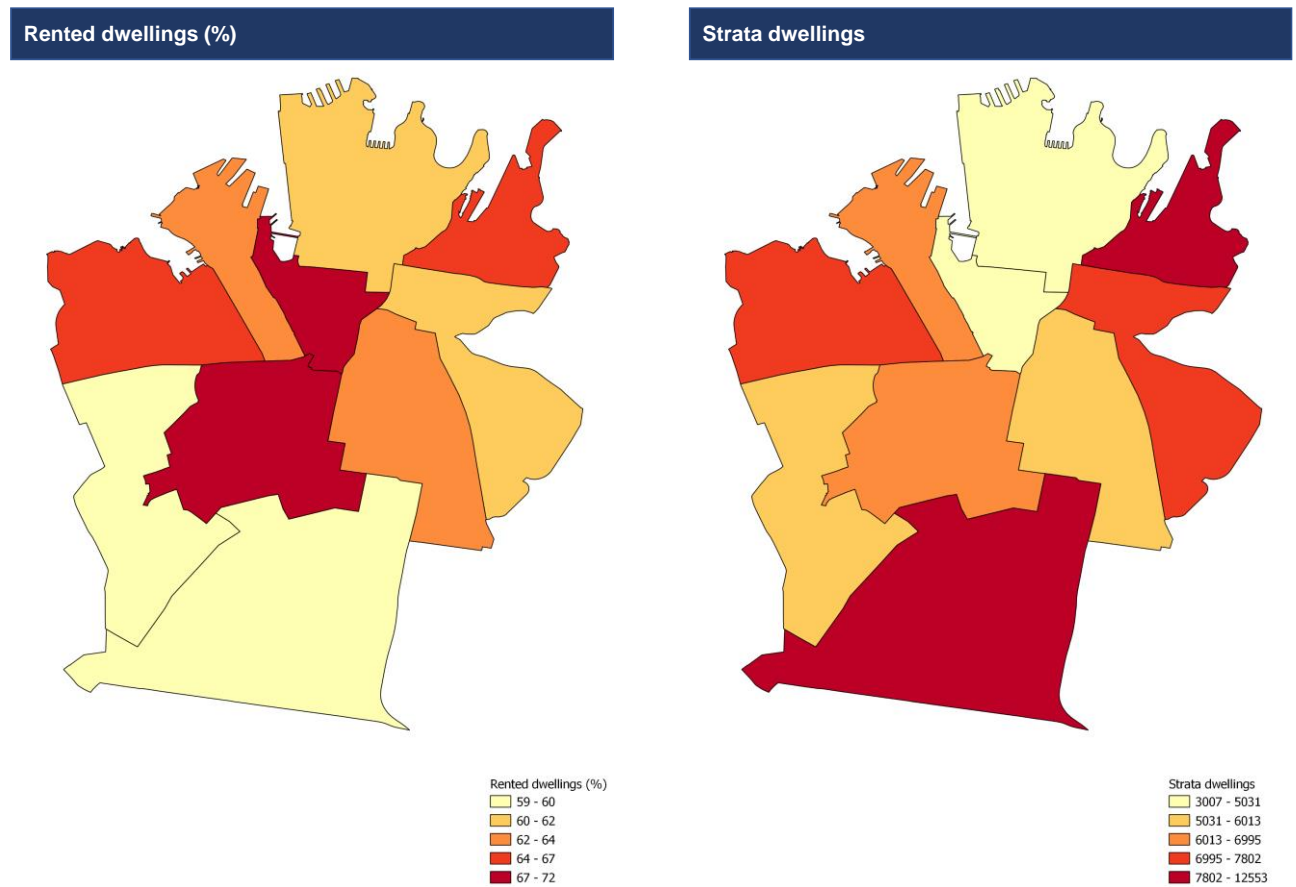 Rented dwellings (%)
Strata dwellings
Rented dwellings (%)
59 - 60
60 - 62
62 - 64
64 - 67
67 - 72
Strata dwellings
3007 - 5031
5031 - 6013
6013 - 6995
6995 - 7802
7802 - 12553